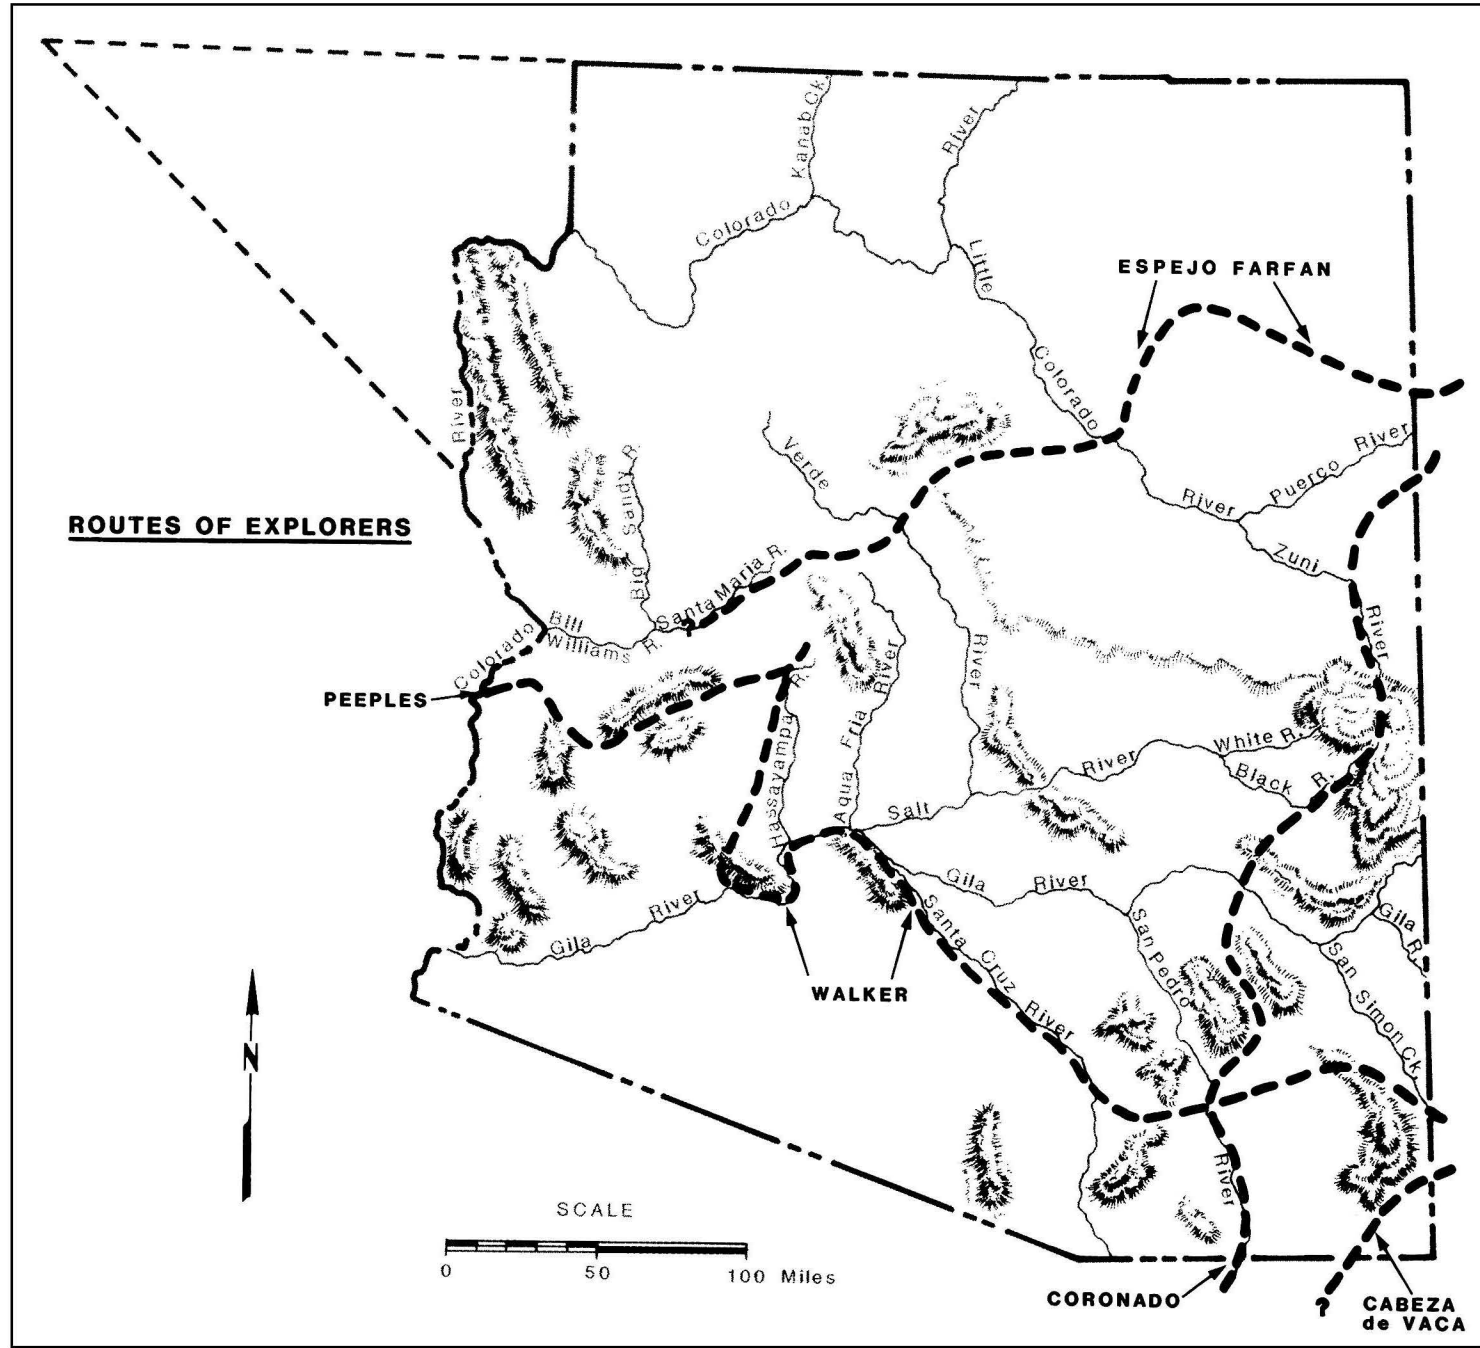 Kanab Ck.
River
Colorado
Little
ESPEJO FARFAN
Colorado
River
Verde
Puerco River
River
Sandy R.
ROUTES OF EXPLORERS
Zuni
Big
Santa Maria R.
Bill
Williams R.
Colorado
River
River
River
R.
PEEPLES
Hassayampa
Aqua Fria
White R.
River
Black R.
Salt
Gila River
River
Gila
Santa Cruz River
San Pedro
Gila R.
San Simon Ck.
WALKER
N
River
SCALE
0 50 100 Miles
CORONADO
?
CABEZA
de VACA
?